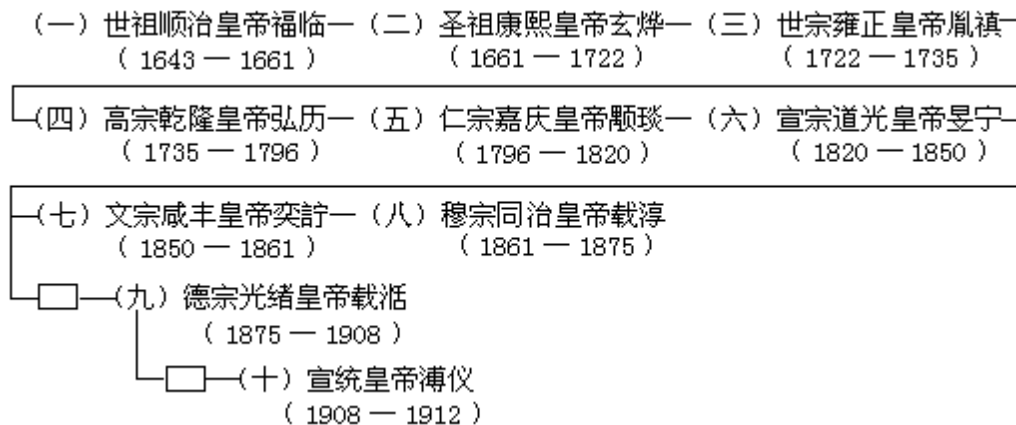 （一）世祖顺治皇帝福临一（二）圣祖康熙皇帝玄烨一（三）世宗雍正皇帝胤禛
（1643 — 1661） （1661 — 1722） （1722 — 1735）
（四）高宗乾隆皇帝弘历一（五）仁宗嘉庆皇帝颙琰一（六）宣宗道光皇帝旻宁
（1735 — 1796） （1796 — 1820） （1820 — 1850）
（七）文宗咸丰皇帝奕詝一（八）穆宗同治皇帝载淳
（1850 — 1861） （1861 — 1875）
（九）德宗光绪皇帝载湉
（1875 — 1908）
（十）宣统皇帝溥仪
（1908 — 1912）